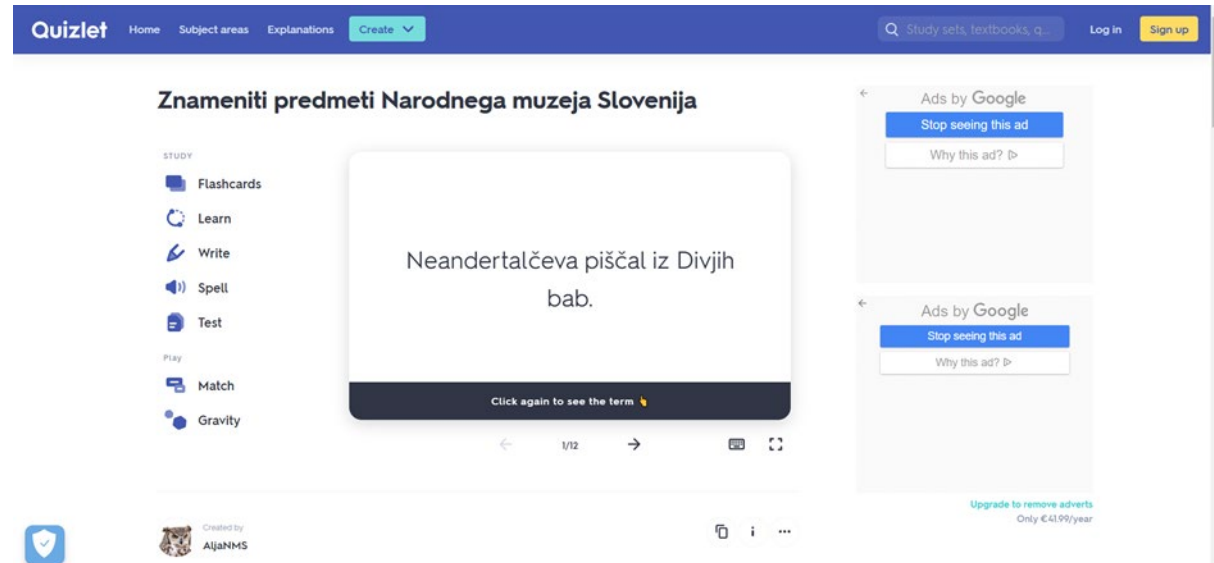 Quizlet Home Subject areas Explanations Create Study sets, textbooks, q... Log in Sign up
Znameniti predmeti Narodnega muzeja Slovenija
STUDY
Flashcards
Learn
Write
Spell
Test
Play
Match
Gravity
Neandertalčeva piščal iz Divjih
bab.
Click again to see the term
1/12
Created by
AljaNMS
Ads by Google
Stop seeing this ad
Why this ad?
Ads by Google
Stop seeing this ad
Why this ad?
Upgrade to remove adverts
Only €41.99/year